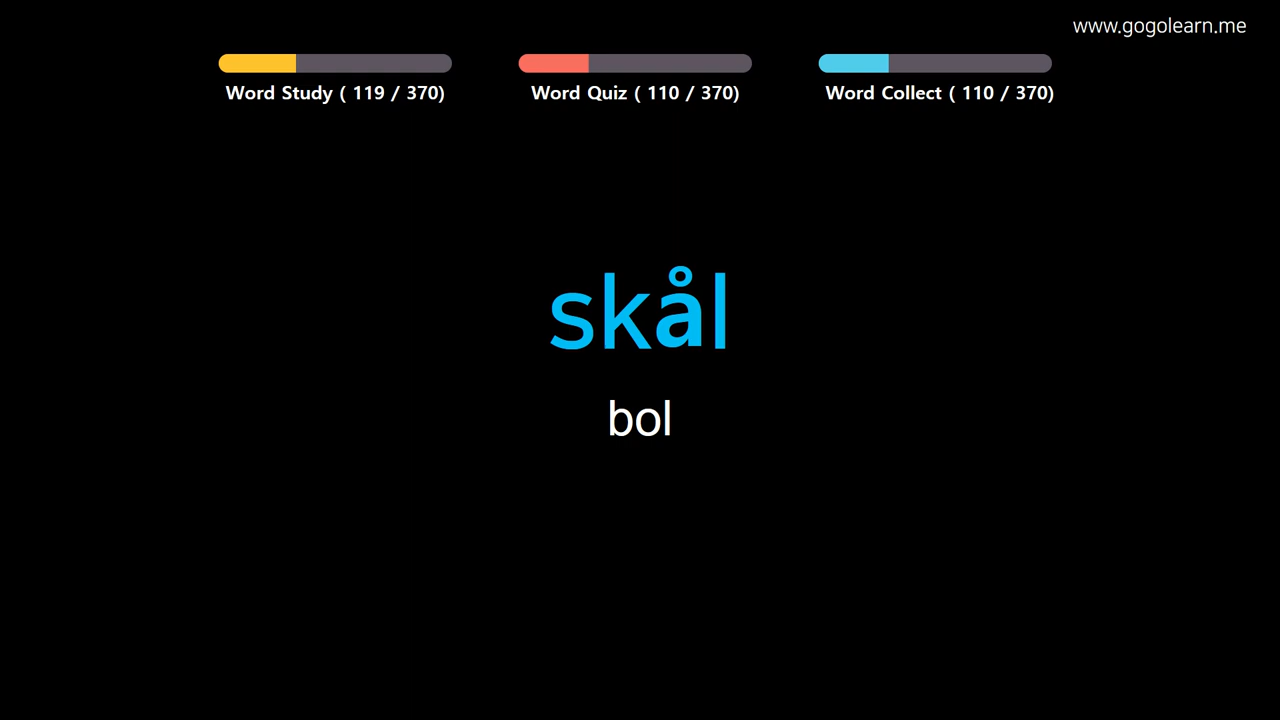 www.gogolearn.me
Word Study ( 119 / 370)
Word Quiz ( 110 / 370)
Word Collect ( 110 / 370)
skål
bol